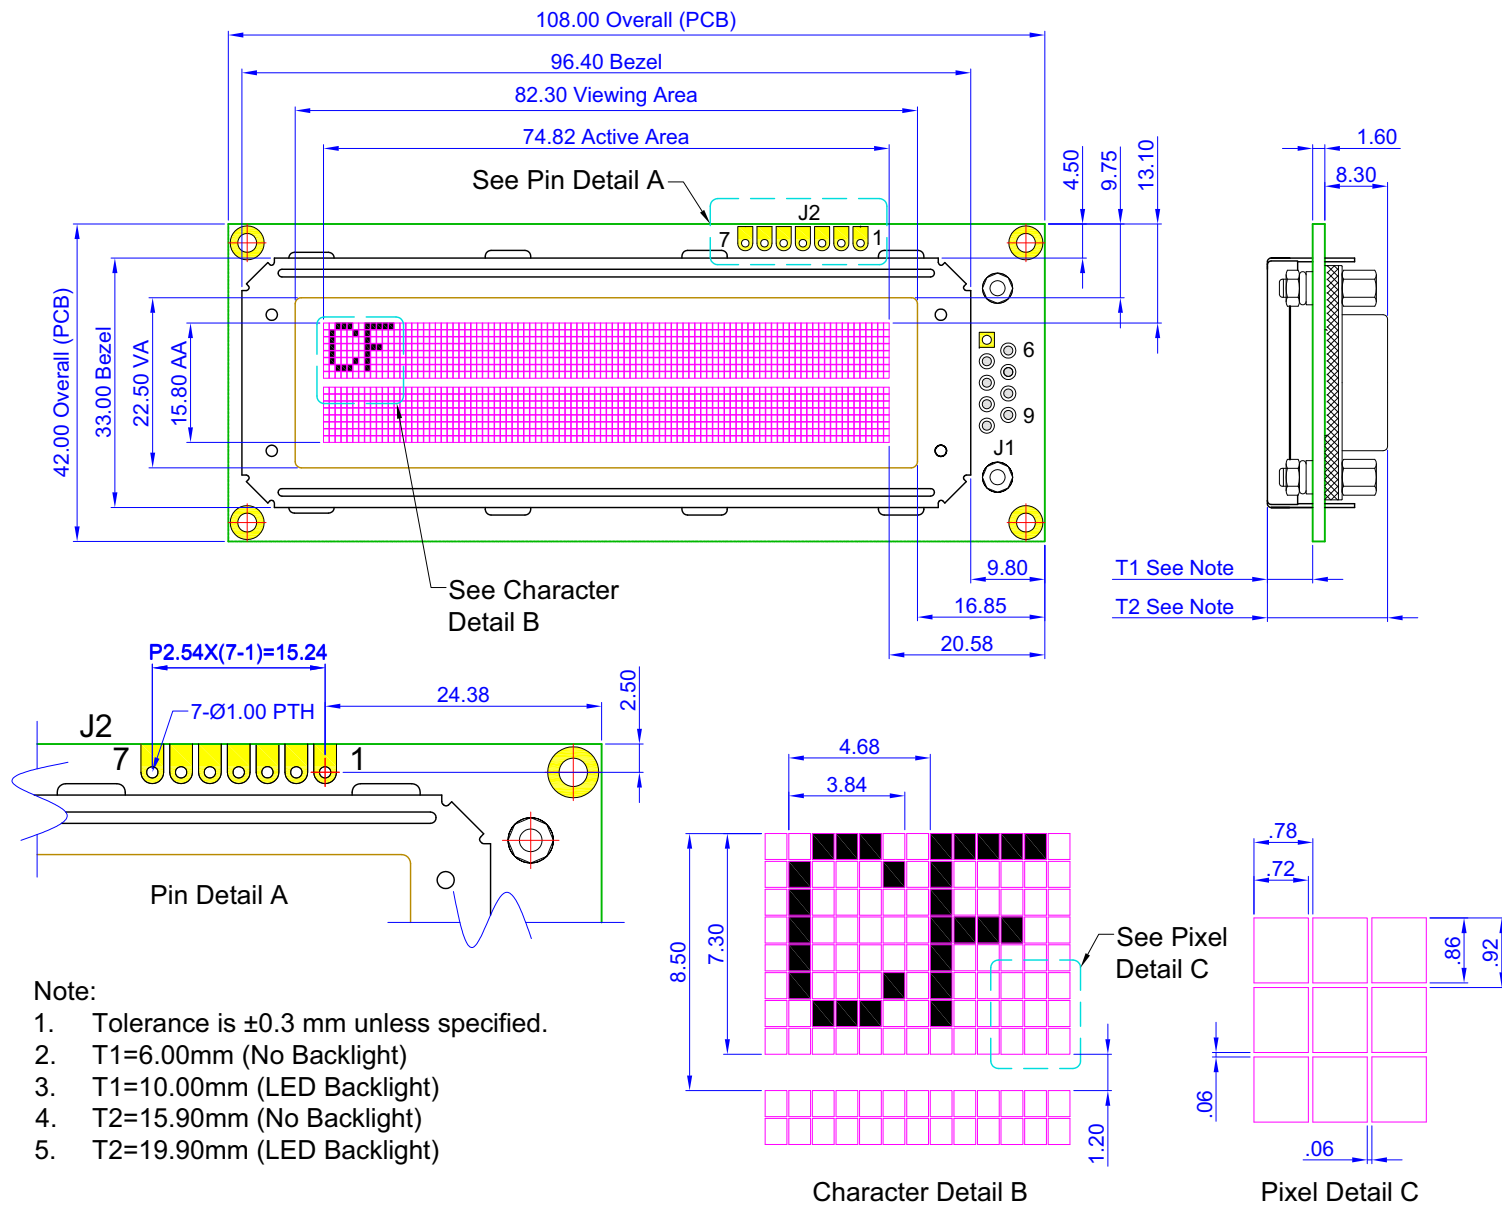 108.00 Overall (PCB)
96.40 Bezel
82.30 Viewing Area
74.82 Active Area
See Pin Detail A
J2
7
1
4.50
9.75
13.10
1.60
8.30
42.00 Overall (PCB)
33.00 Bezel
22.50 VA
15.80 AA
CF
6
9
J1
See Character
Detail B
9.80
16.85
20.58
T1 See Note
T2 See Note
P2.54X(7-1)=15.24
24.38
2.50
7-Ø1.00 PTH
J2
7
1
Pin Detail A
4.68
3.84
8.50
7.30
CF
See Pixel
Detail C
1.20
Character Detail B
.78
.72
.86
.92
.06
.06
Pixel Detail C
Note:
1. Tolerance is ±0.3 mm unless specified.
2. T1=6.00mm (No Backlight)
3. T1=10.00mm (LED Backlight)
4. T2=15.90mm (No Backlight)
5. T2=19.90mm (LED Backlight)